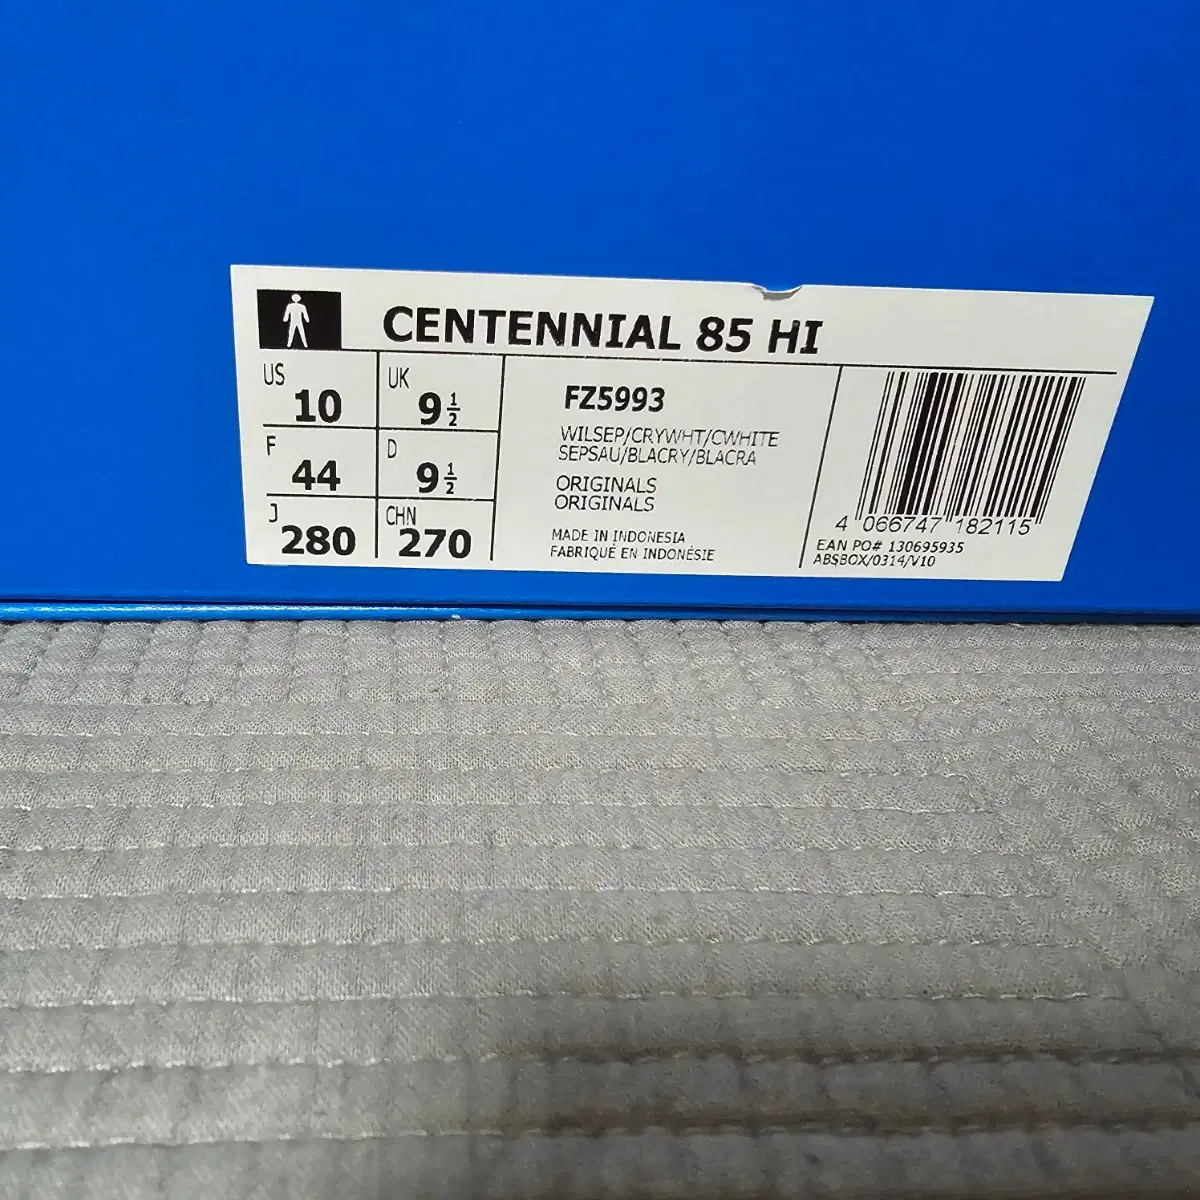 CENTENNIAL 85 HI
US 10
UK 9 1/2
F 44
D 9 1/2
J 280
CHN 270
FZ5993
WILSEP/CRYWHT/CWHITE
SEPSAU/BLACRY/BLACRA
ORIGINALS
ORIGINALS
MADE IN INDONESIA
FABRIQUÉ EN INDONÉSIE
4 066747 182115
EAN PO# 130695935
ABSBOX/0314/V10